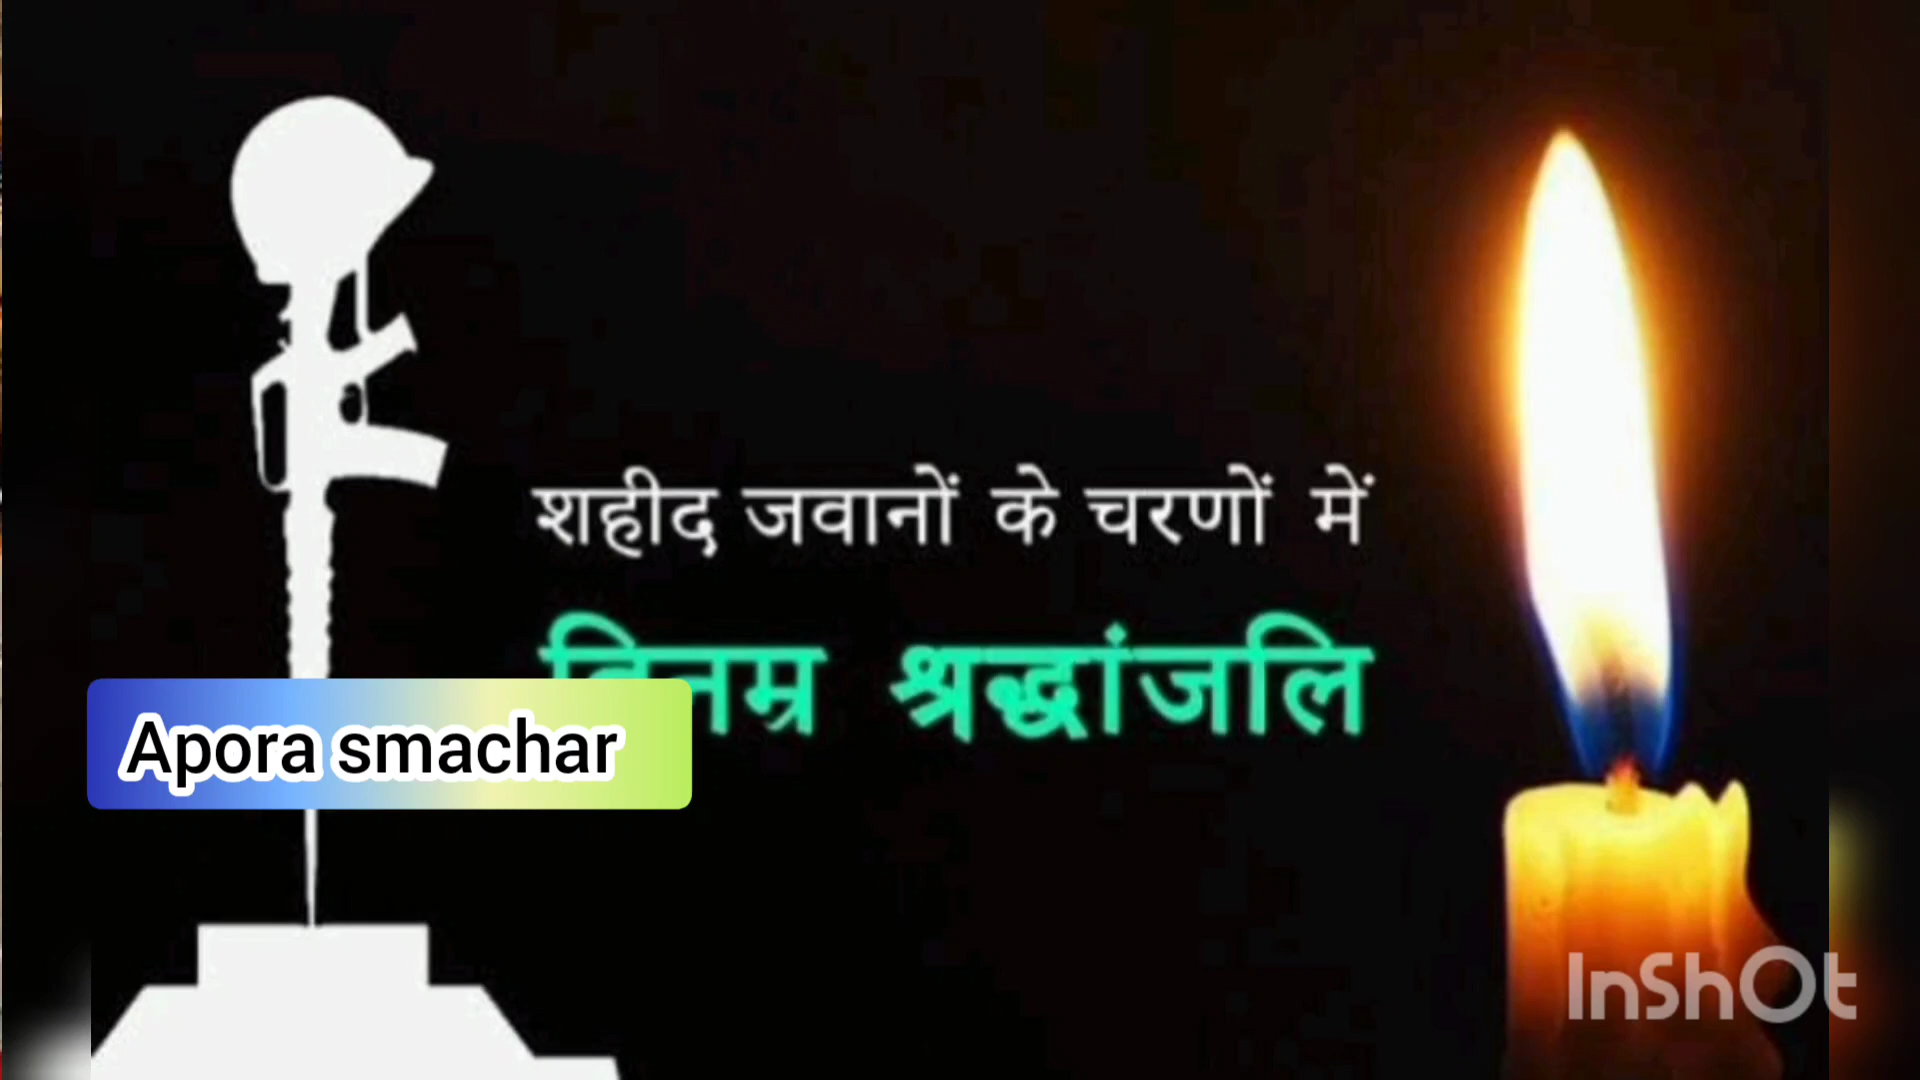 शहीद जवानों के चरणों में
विनम्र श्रद्धांजलि
Apora smachar
InShOt